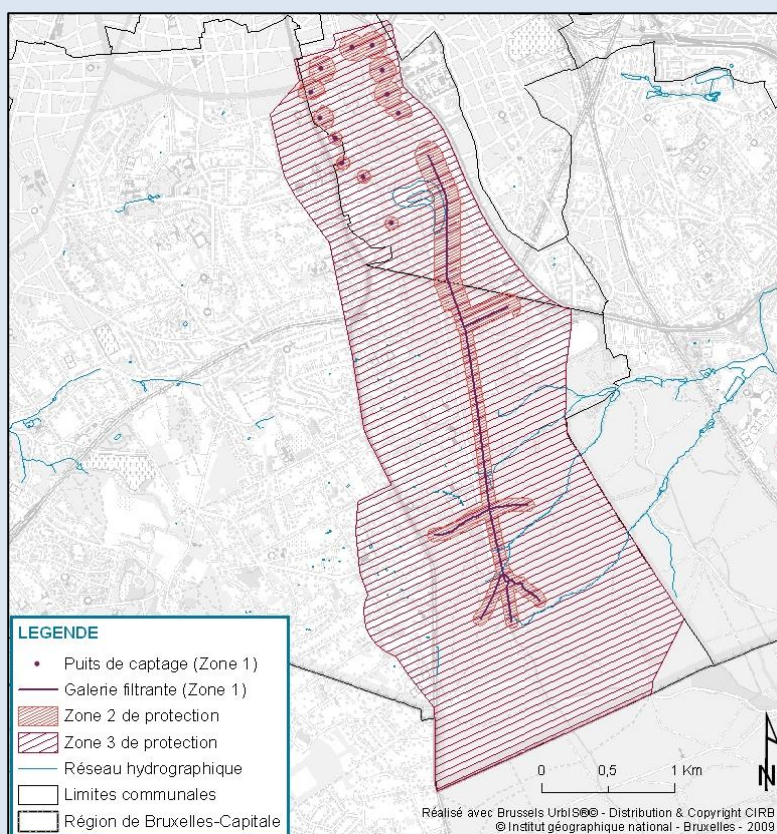 LEGENDE
Puits de captage (Zone 1)
Galerie filtrante (Zone 1)
Zone 2 de protection
Zone 3 de protection
Réseau hydrographique
Limites communales
Région de Bruxelles-Capitale
0 0,5 1 Km
N
Réalisé avec Brussels UrbIS®© - Distribution & Copyright CIRB
© Institut géographique national - Bruxelles - 2009